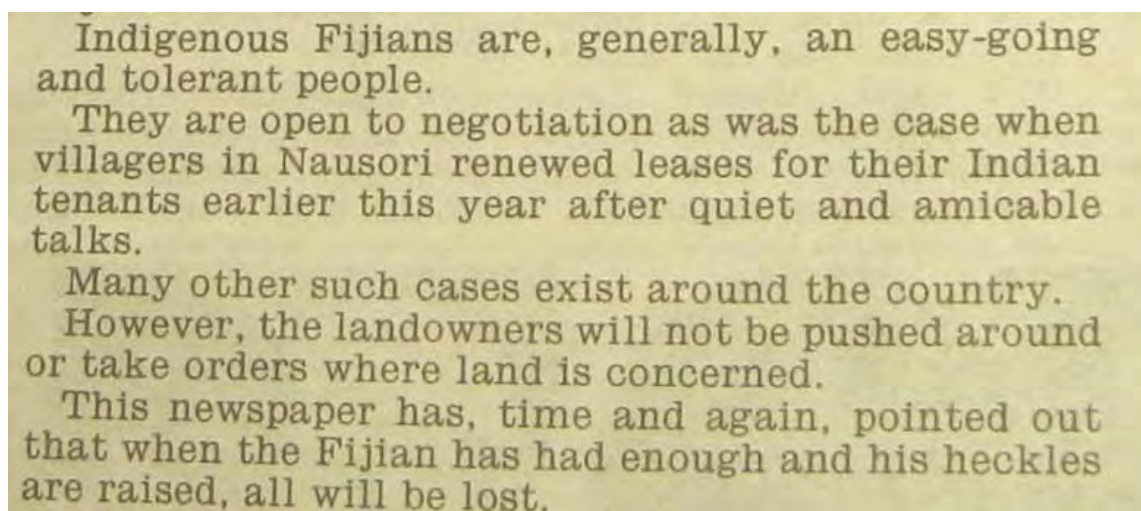 Indigenous Fijians are, generally, an easy-going
and tolerant people.
They are open to negotiation as was the case when
villagers in Nausori renewed leases for their Indian
tenants earlier this year after quiet and amicable
talks.
Many other such cases exist around the country.
However, the landowners will not be pushed around
or take orders where land is concerned.
This newspaper has, time and again, pointed out
that when the Fijian has had enough and his heckles
are raised, all will be lost.